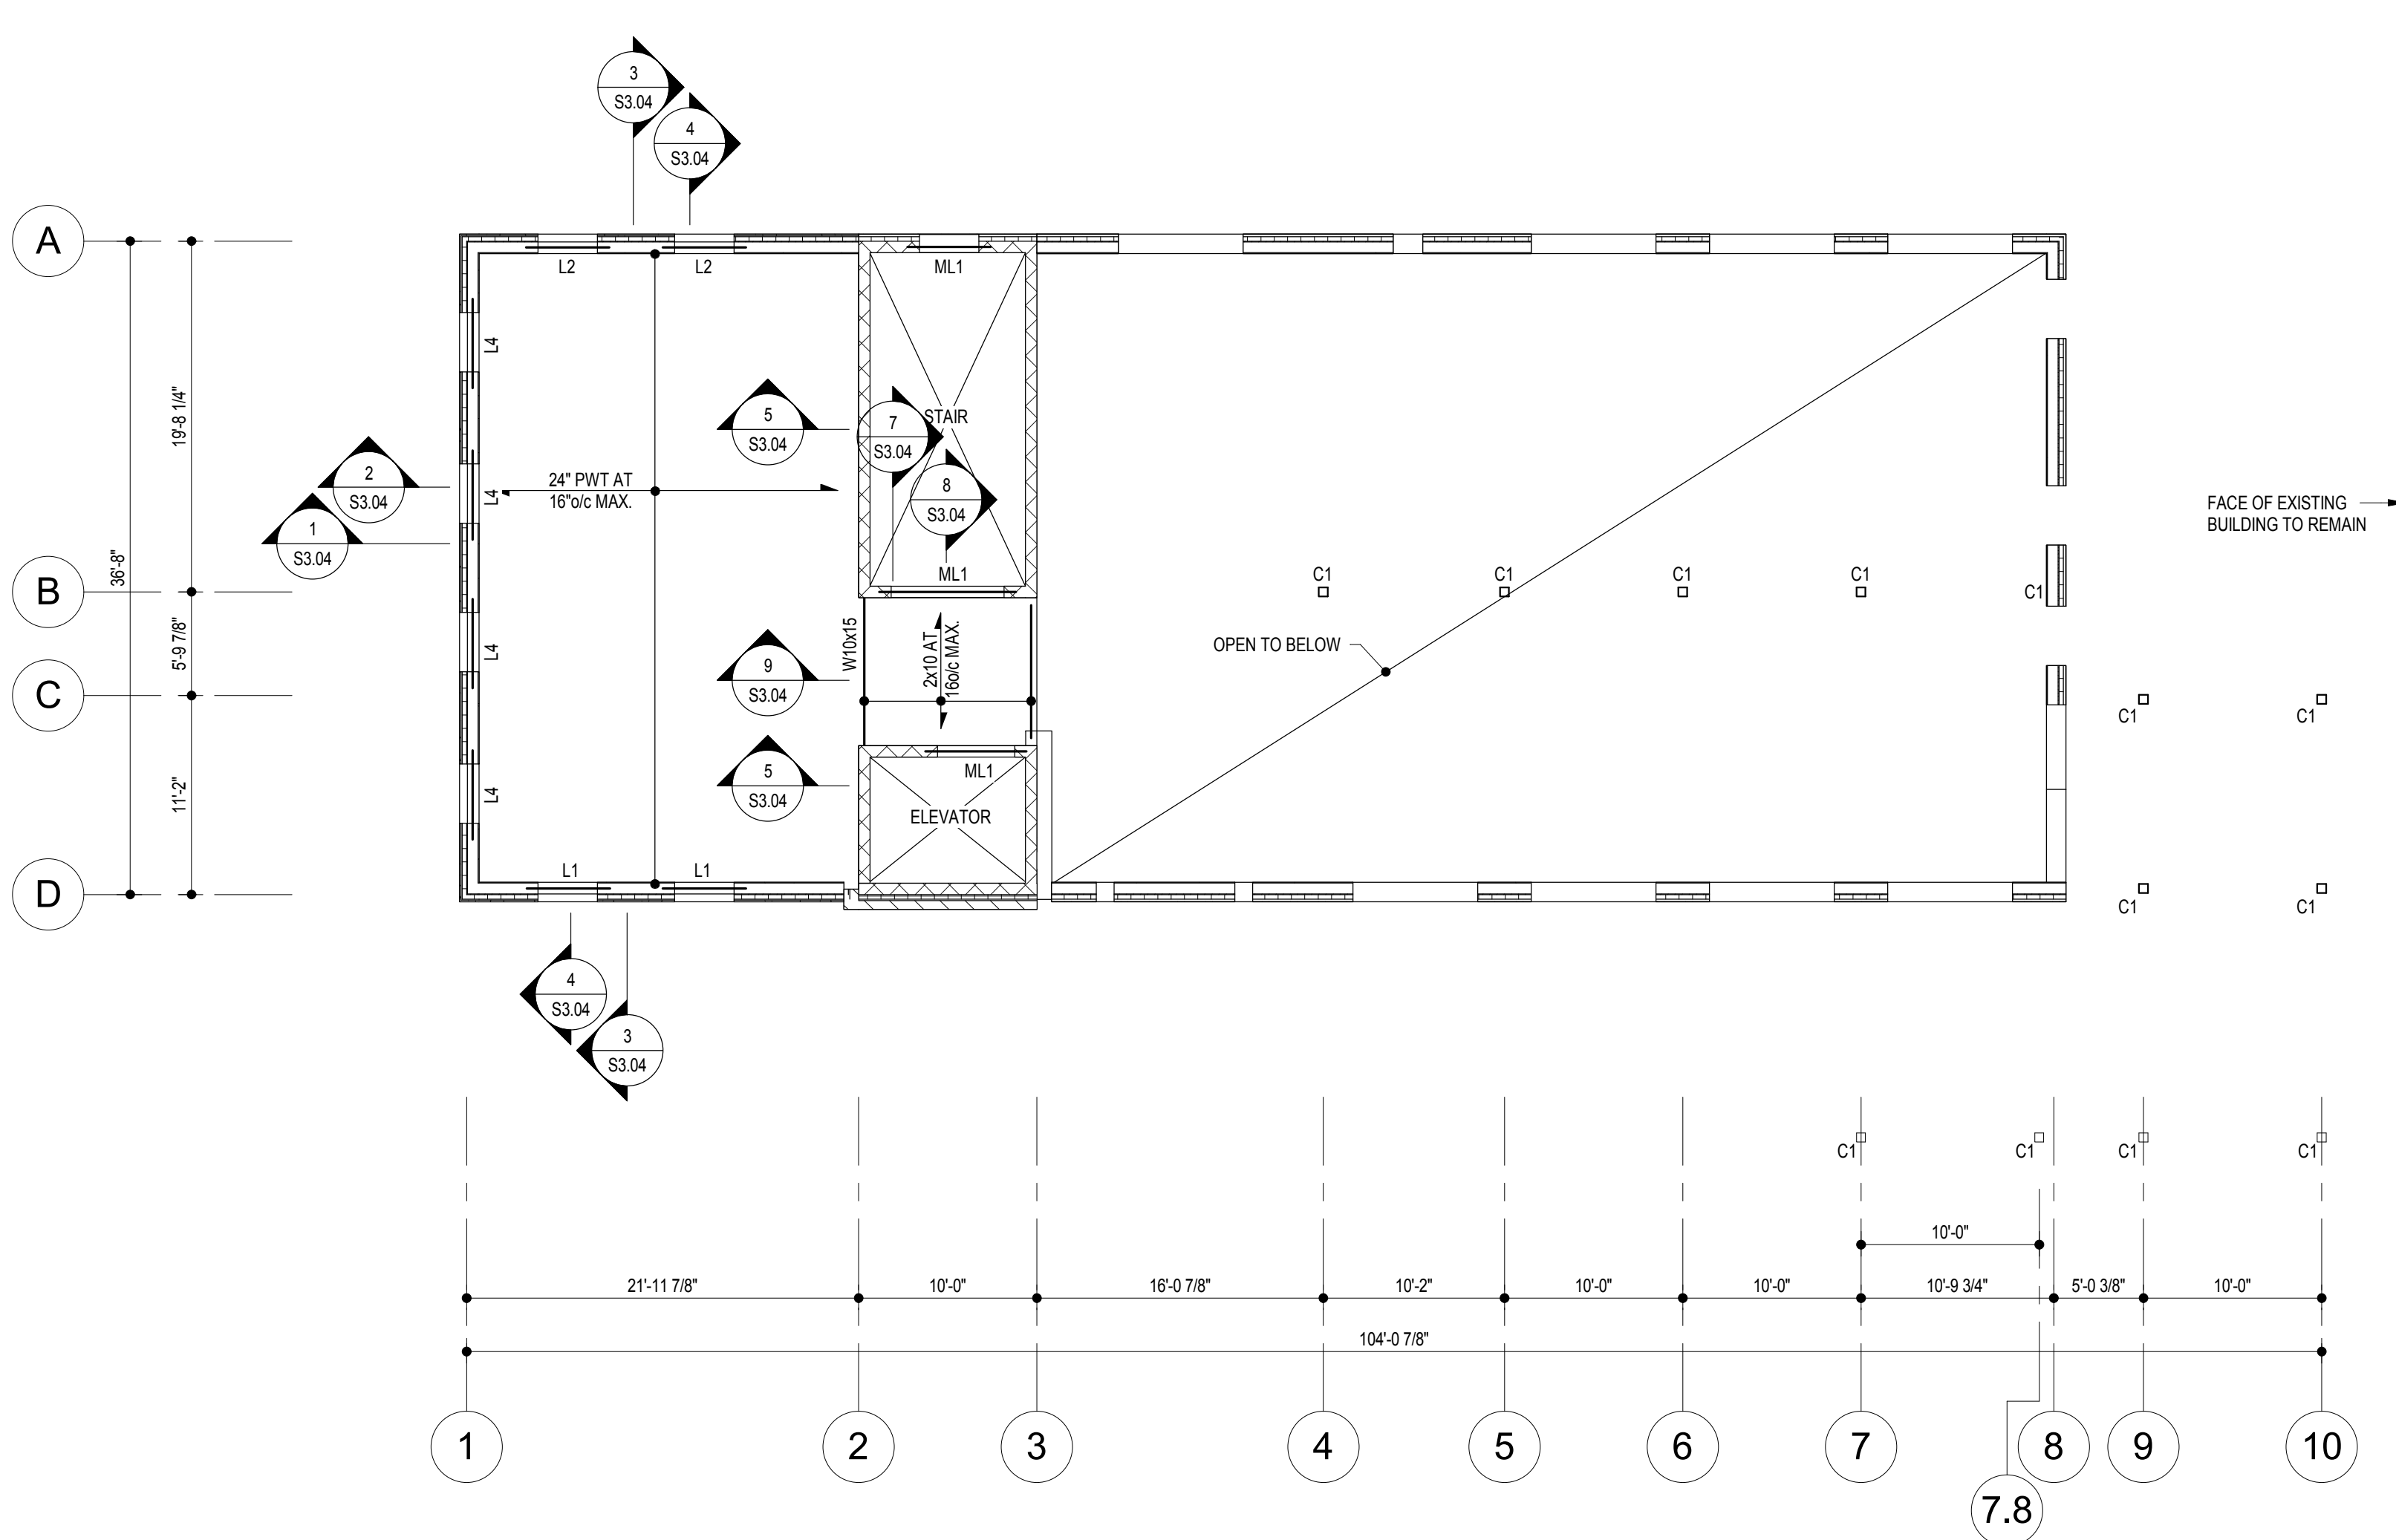 3
S3.04
4
S3.04
A
L2
L2
ML1
L4
19'-8 1/4"
36'-8"
5
S3.04
7
S3.04
STAIR
2
S3.04
24" PWT AT
16"o/c MAX.
L4
8
S3.04
1
S3.04
FACE OF EXISTING
BUILDING TO REMAIN
ML1
C1
C1
C1
C1
C1
B
5'-9 7/8"
L4
9
S3.04
W10x15
2x10 AT
16o/c MAX.
OPEN TO BELOW
C
C1
C1
11'-2"
L4
5
S3.04
ML1
ELEVATOR
L1
L1
D
C1
C1
4
S3.04
3
S3.04
C1
C1
C1
C1
10'-0"
21'-11 7/8"
10'-0"
16'-0 7/8"
10'-2"
10'-0"
10'-0"
10'-9 3/4"
5'-0 3/8"
10'-0"
104'-0 7/8"
1
2
3
4
5
6
7
8
9
10
7.8